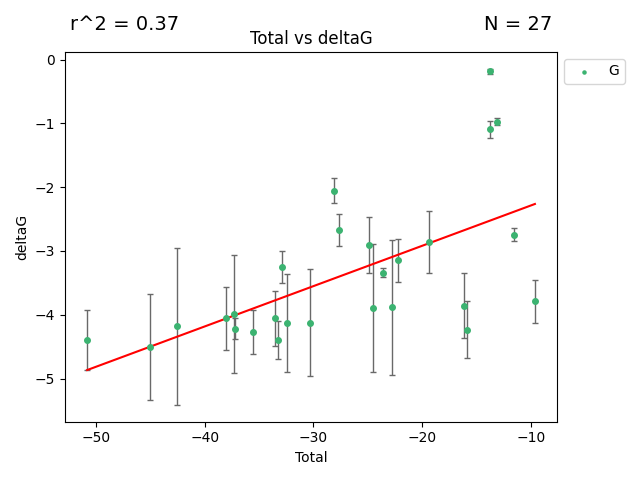 r^2 = 0.37
N = 27
Total vs deltaG
G
0
−1
−2
−3
−4
−5
deltaG
−50 −40 −30 −20 −10
Total